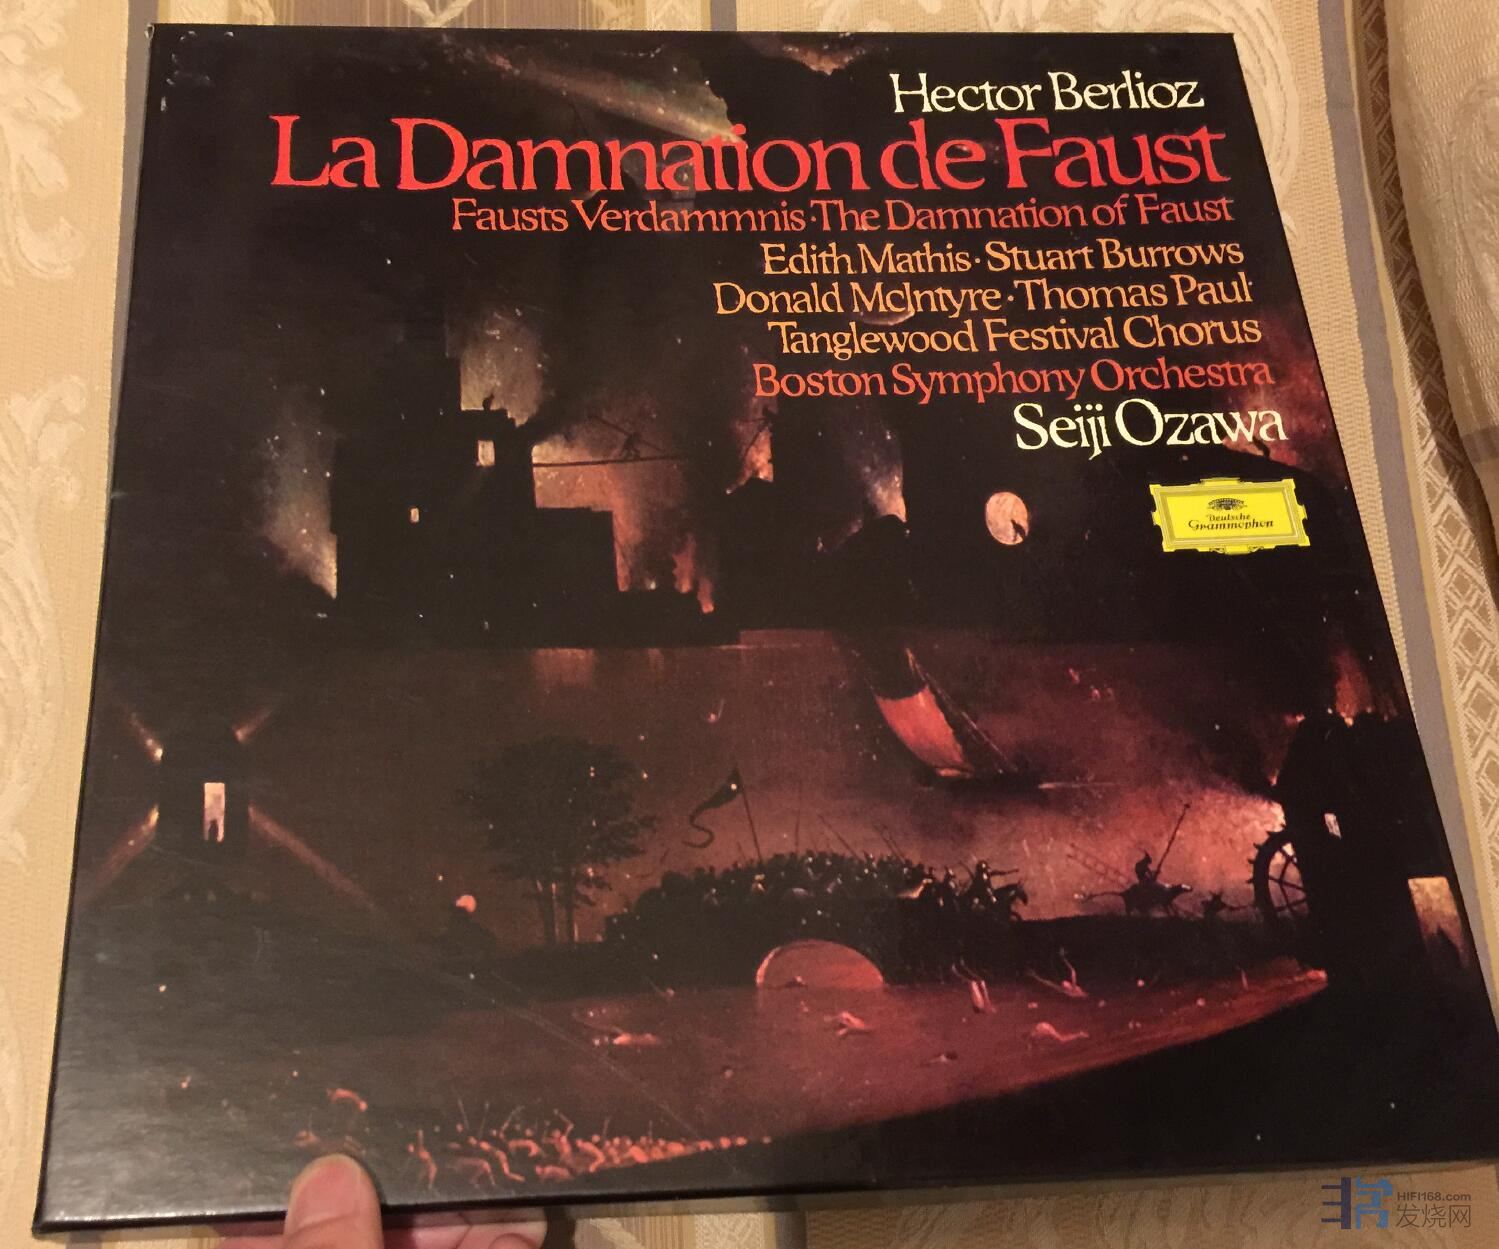 Hector Berlioz
La Damnation de Faust
Fausts Verdammnis·The Damnation of Faust
Edith Mathis·Stuart Burrows
Donald McIntyre·Thomas Paul
Tanglewood Festival Chorus
Boston Symphony Orchestra
Seiji Ozawa
Deutsche
Grammophon
HIFI168.com
发烧网